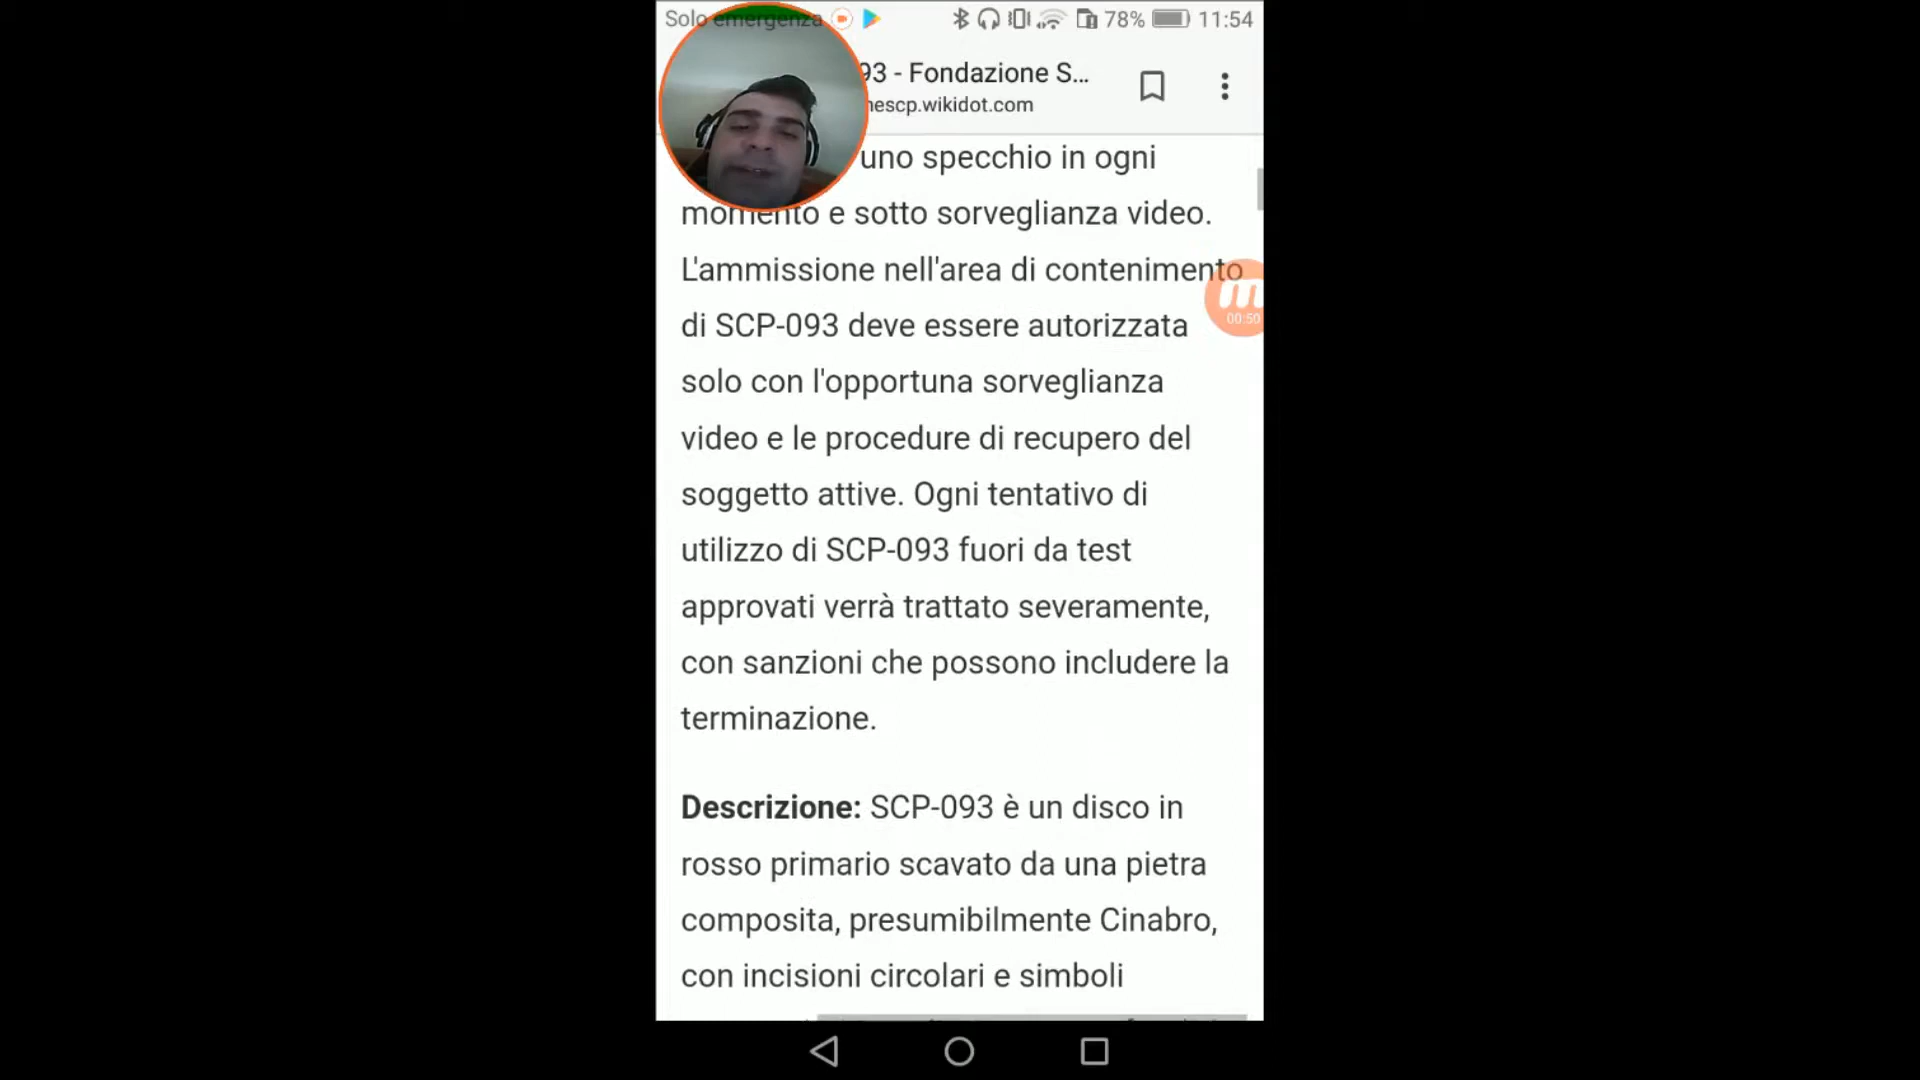 Solo emergenza 78% 11:54
93 - Fondazione S...
nescp.wikidot.com
uno specchio in ogni
momento e sotto sorveglianza video.
L'ammissione nell'area di contenimento
di SCP-093 deve essere autorizzata
00:50
solo con l'opportuna sorveglianza
video e le procedure di recupero del
soggetto attive. Ogni tentativo di
utilizzo di SCP-093 fuori da test
approvati verrà trattato severamente,
con sanzioni che possono includere la
terminazione.
Descrizione: SCP-093 è un disco in
rosso primario scavato da una pietra
composita, presumibilmente Cinabro,
con incisioni circolari e simboli